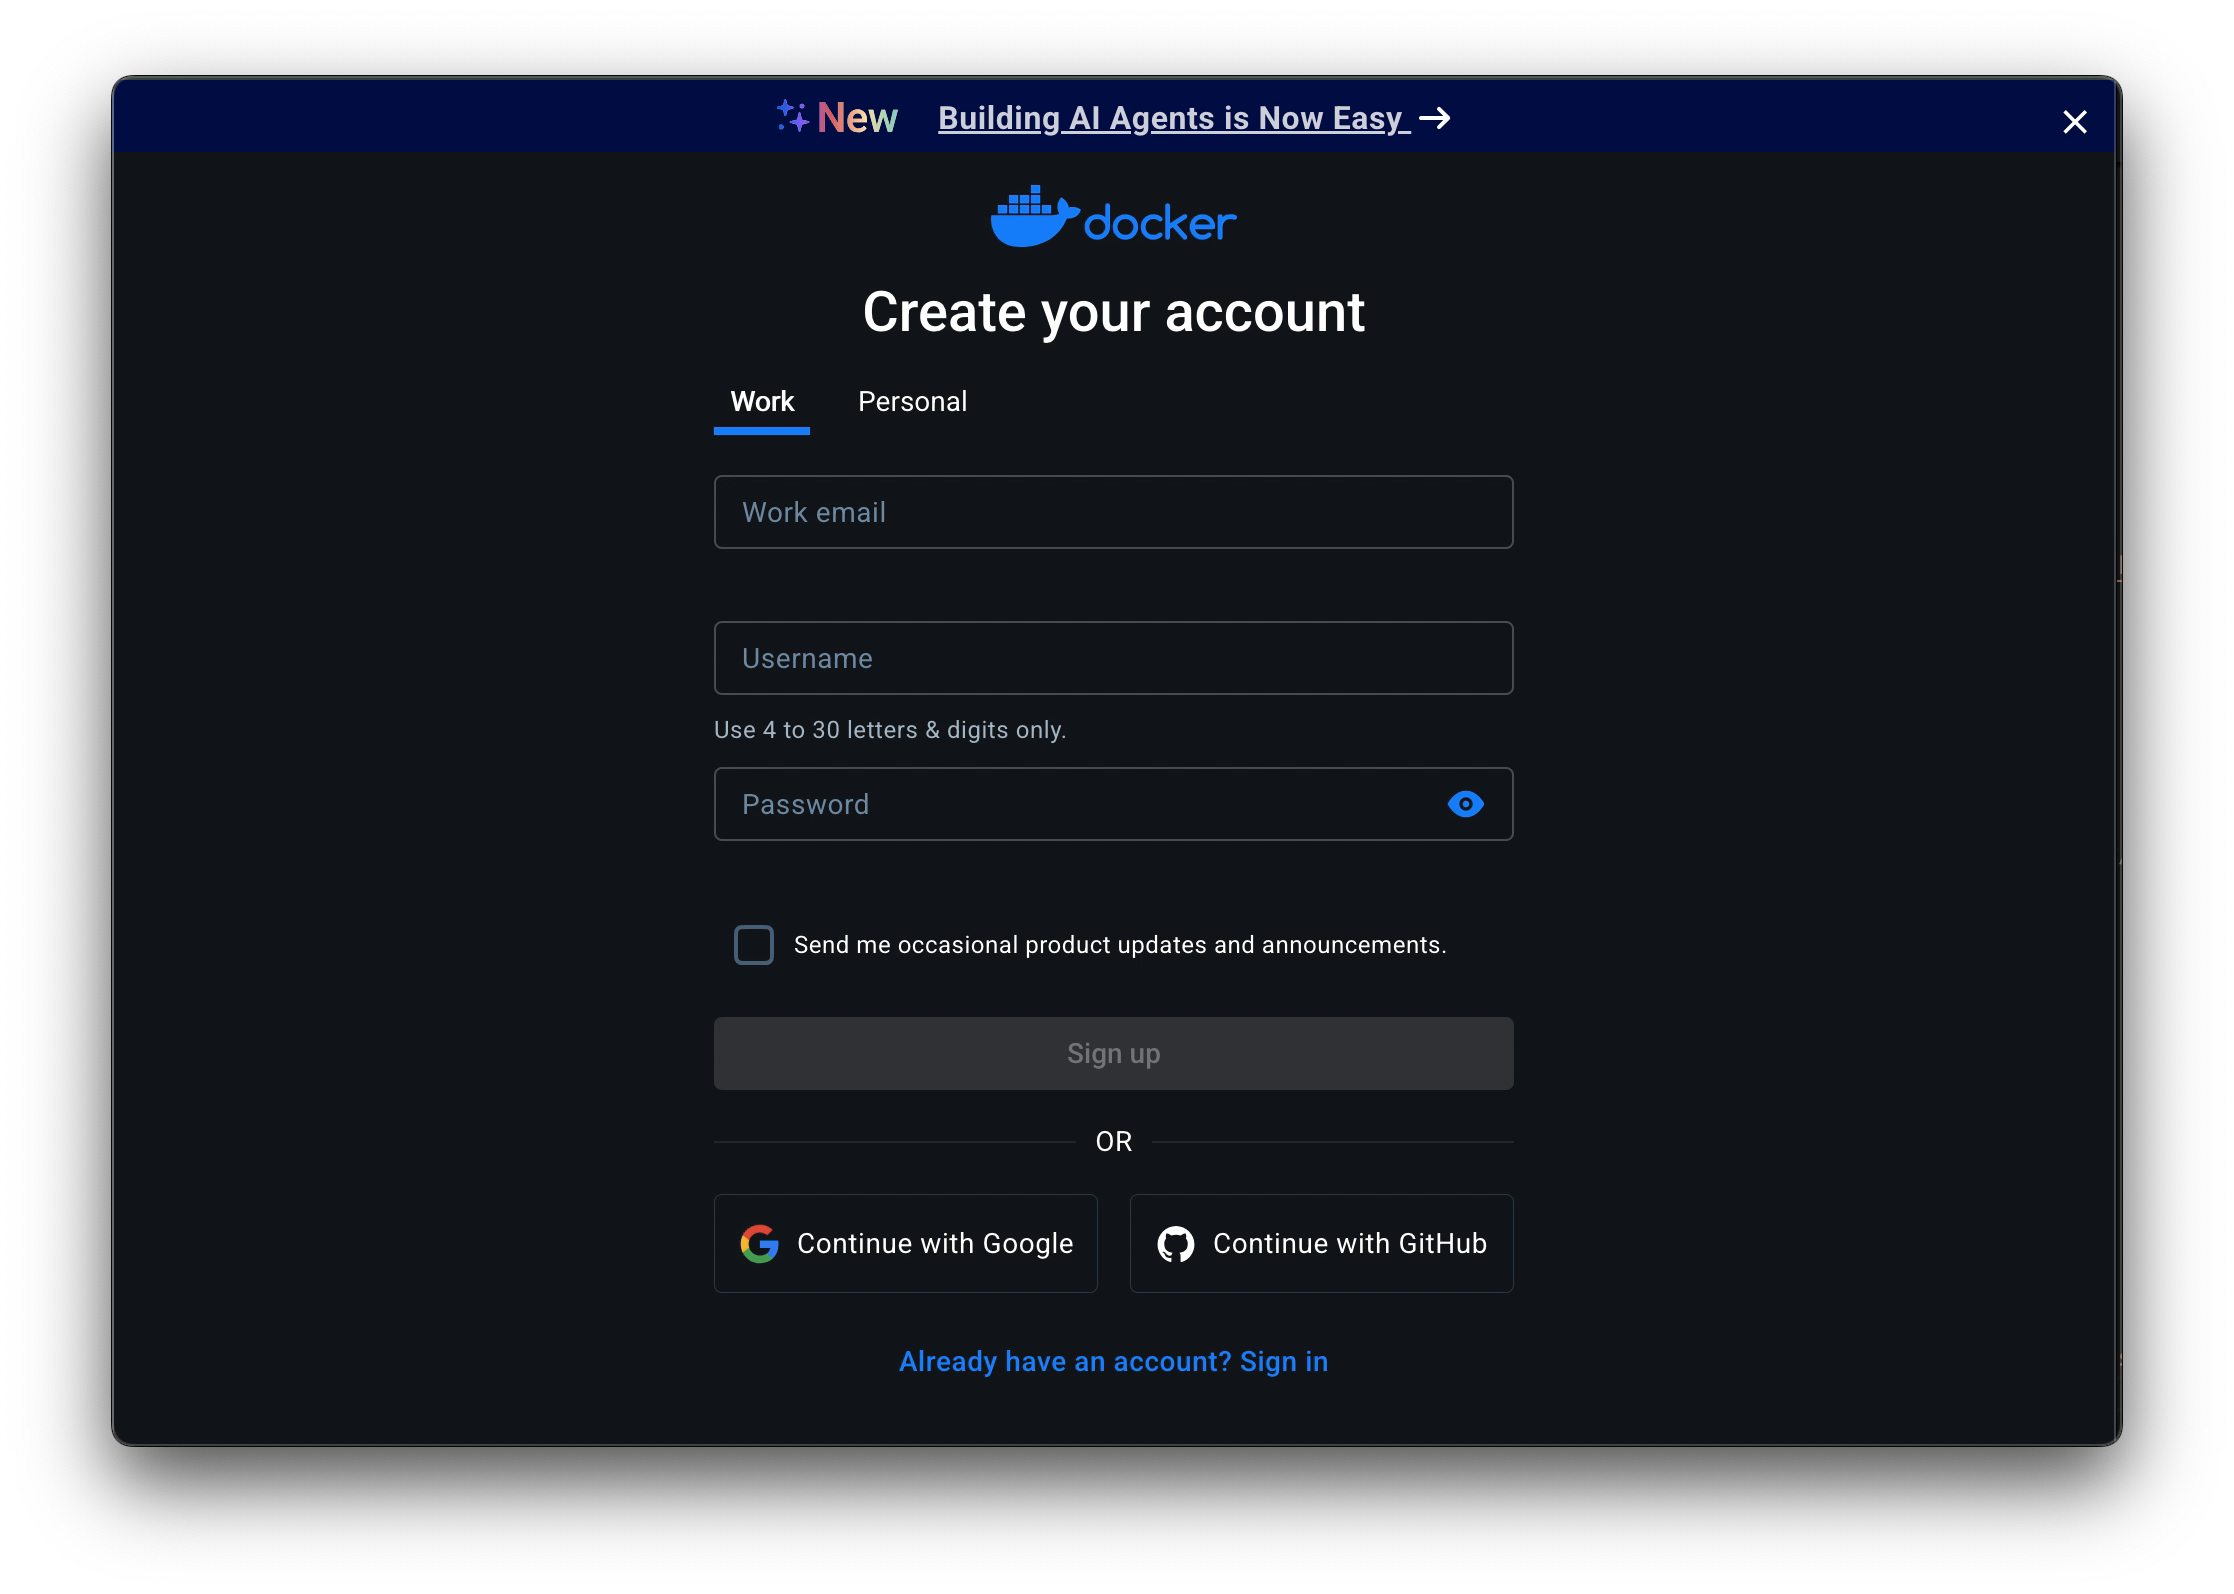 New Building AI Agents is Now Easy →
docker
Create your account
Work Personal
Work email
Username
Use 4 to 30 letters & digits only.
Password
Send me occasional product updates and announcements.
Sign up
OR
Continue with Google Continue with GitHub
Already have an account? Sign in